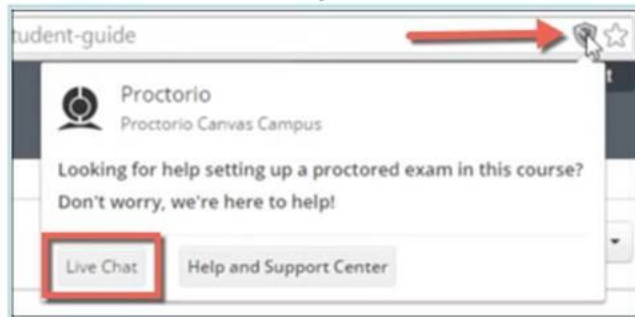 tudent-guide
Proctorio
Proctorio Canvas Campus
Looking for help setting up a proctored exam in this course?
Don't worry, we're here to help!
Live Chat
Help and Support Center